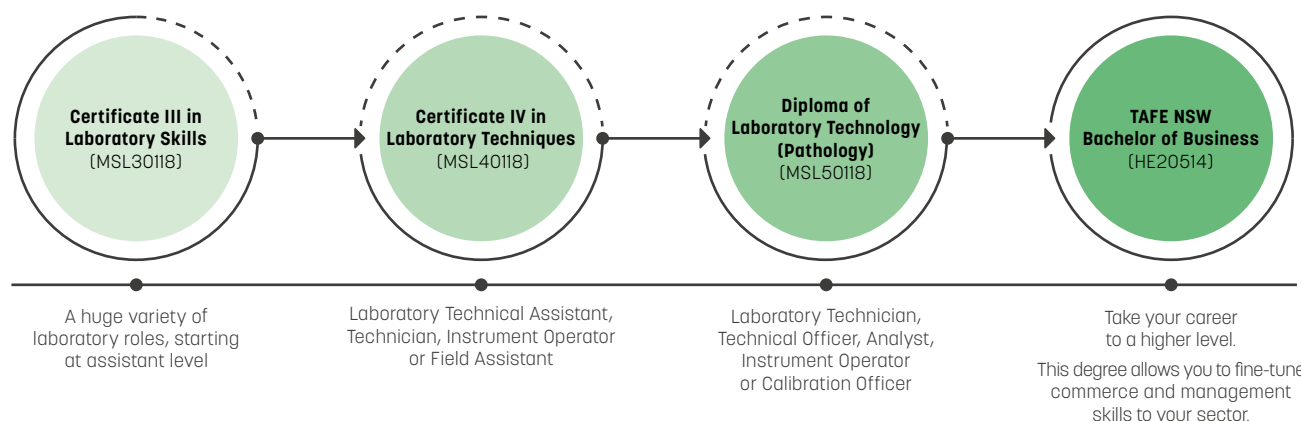 Certificate III in
Laboratory Skills
(MSL30118)
Certificate IV in
Laboratory Techniques
(MSL40118)
Diploma of
Laboratory Technology
(Pathology)
(MSL50118)
TAFE NSW
Bachelor of Business
(HE20514)
A huge variety of
laboratory roles, starting
at assistant level
Laboratory Technical Assistant,
Technician, Instrument Operator
or Field Assistant
Laboratory Technician,
Technical Officer, Analyst,
Instrument Operator
or Calibration Officer
Take your career
to a higher level.
This degree allows you to fine-tune
commerce and management
skills to your sector.